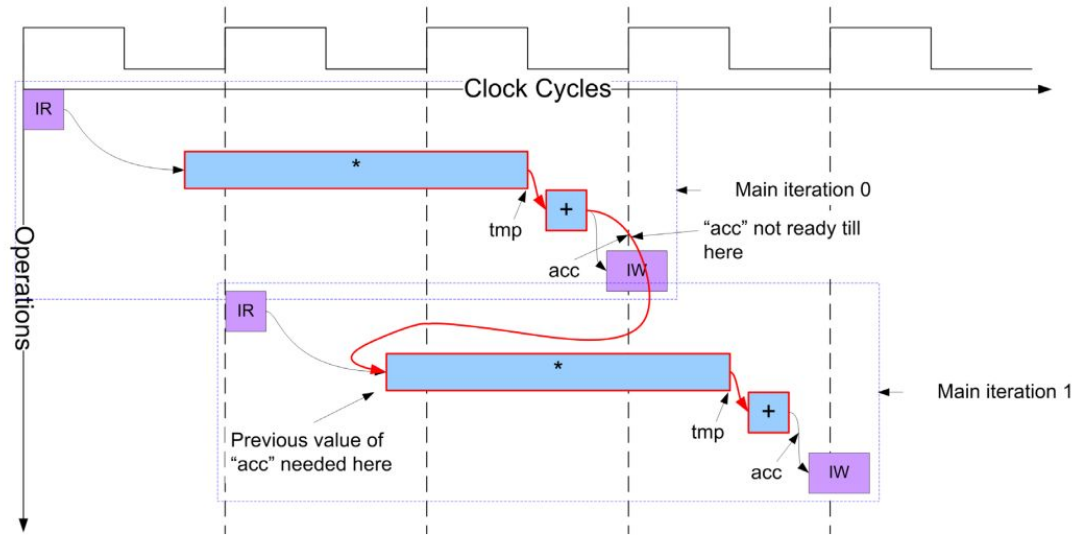 Clock Cycles
IR
*
Main iteration 0
+
tmp
“acc” not ready till
here
acc
IW
Operations
IR
*
Main iteration 1
+
tmp
Previous value of
“acc” needed here
acc
IW